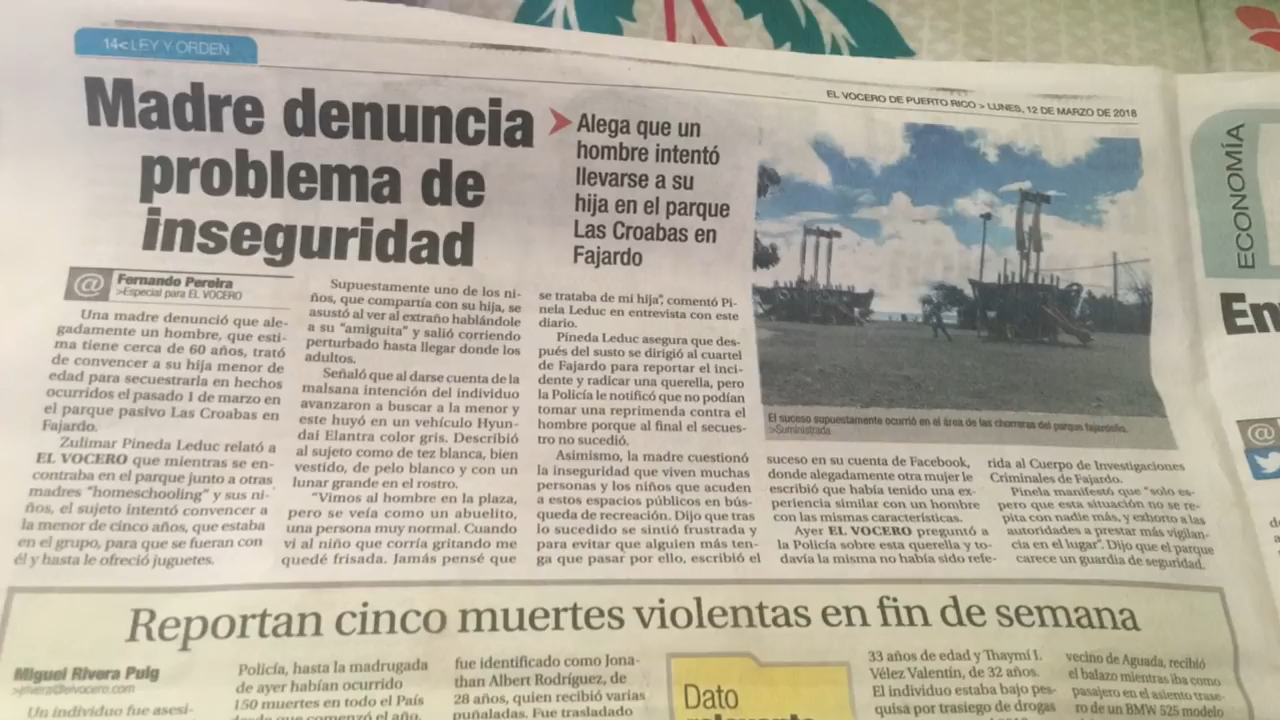 14< LEY Y ORDEN
EL VOCERO DE PUERTO RICO > LUNES, 12 DE MARZO DE 2018
Madre denuncia
problema de
inseguridad
Alega que un
hombre intentó
llevarse a su
hija en el parque
Las Croabas en
Fajardo
@ Fernando Pereira
>Especial para EL VOCERO
Una madre denunció que ale-
gadamente un hombre, que esti-
ma tiene cerca de 60 años, trató
de convencer a su hija menor de
edad para secuestrarla en hechos
ocurridos el pasado 1 de marzo en
el parque pasivo Las Croabas en
Fajardo.
Zulimar Pineda Leduc relató a
EL VOCERO que mientras se en-
contraba en el parque junto a otras
madres "homeschooling" y sus ni-
ños, el sujeto intentó convencer a
la menor de cinco años, que estaba
en el grupo, para que se fueran con
él y hasta le ofreció juguetes.
Supuestamente uno de los ni-
ños, que compartía con su hija, se
asustó al ver al extraño hablándole
a su "amiguita" y salió corriendo
perturbado hasta llegar donde los
adultos.
Señaló que al darse cuenta de la
malsana intención del individuo
avanzaron a buscar a la menor y
este huyó en un vehículo Hyun-
dai Elantra color gris. Describió
al sujeto como de tez blanca, bien
vestido, de pelo blanco y con un
lunar grande en el rostro.
"Vimos al hombre en la plaza,
pero se veía como un abuelito,
una persona muy normal. Cuando
vi al niño que corría gritando me
quedé frisada. Jamás pensé que
se trataba de mi hija", comentó Pi-
nela Leduc en entrevista con este
diario.
Pineda Leduc asegura que des-
pués del susto se dirigió al cuartel
de Fajardo para reportar el inci-
dente y radicar una querella, pero
la Policía le notificó que no podían
tomar una reprimenda contra el
hombre porque al final el secues-
tro no sucedió.
Asimismo, la madre cuestionó
la inseguridad que viven muchas
personas y los niños que acuden
a estos espacios públicos en bús-
queda de recreación. Dijo que tras
lo sucedido se sintió frustrada y
para evitar que alguien más ten-
ga que pasar por ello, escribió el
El suceso supuestamente ocurrió en el área de las chorreras del parque fajardeño.
>Suministrada
suceso en su cuenta de Facebook,
donde alegadamente otra mujer le
escribió que había tenido una ex-
periencia similar con un hombre
con las mismas características.
Ayer EL VOCERO preguntó a
la Policía sobre esta querella y to-
davía la misma no había sido refe-
rida al Cuerpo de Investigaciones
Criminales de Fajardo.
Pinela manifestó que "solo es-
pero que esta situación no se re-
pita con nadie más, y exhorto a las
autoridades a prestar más vigilan-
cia en el lugar". Dijo que el parque
carece un guardia de seguridad.
ECONOMÍA
En
@
Reportan cinco muertes violentas en fin de semana
Miguel Rivera Puig
Un individuo fue asesi-
Policía, hasta la madrugada
de ayer habían ocurrido
150 muertes en todo el País
desde que comenzó el año.
fue identificado como Jona-
than Albert Rodríguez, de
28 años, quien recibió varias
puñaladas. Fue trasladado
Dato
relevante
33 años de edad y Thaymí I.
Vélez Valentín, de 32 años.
El individuo estaba bajo pes-
quisa por trasiego de drogas
vecino de Aguada, recibió
el balazo mientras iba como
pasajero en el asiento trase-
ro de un BMW 525 modelo